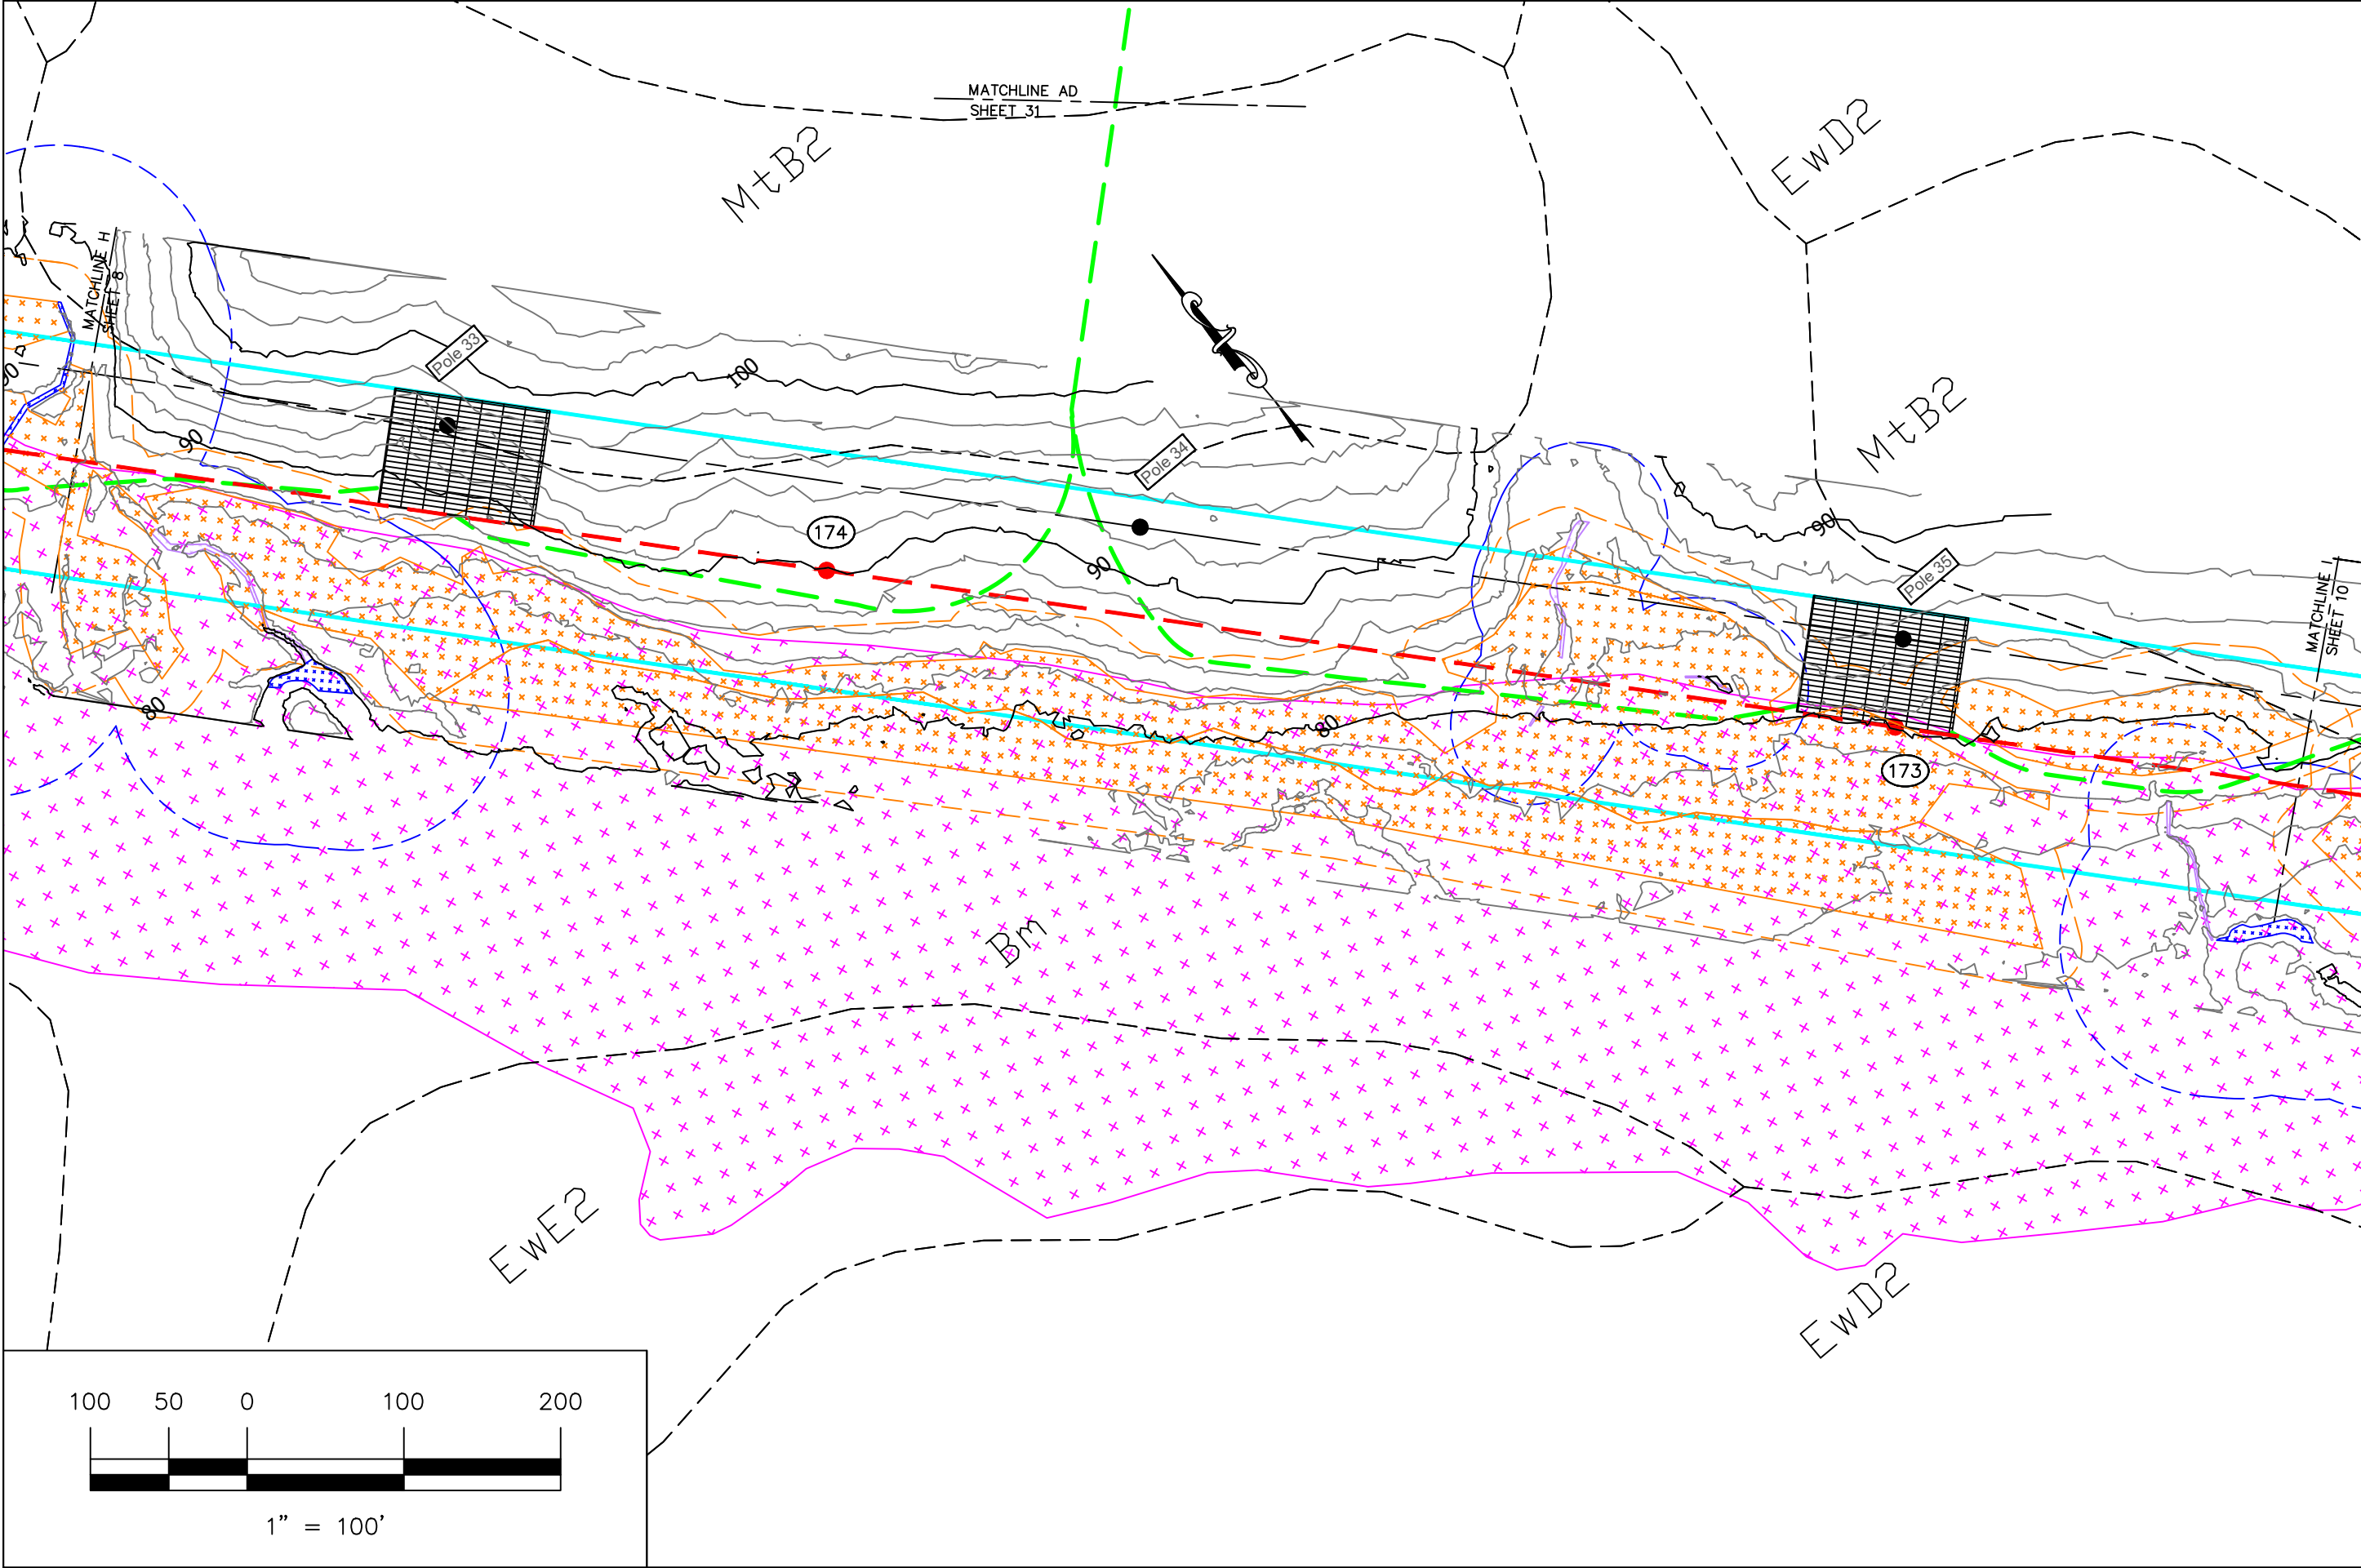 MATCHLINE AD
SHEET 31
MtB2
EwD2
MATCHLINE H
SHEET 8
Pole 33
100
90
Pole 34
174
90
MtB2
90
Pole 35
MATCHLINE I
SHEET 10
80
80
173
Bm
EwE2
EwD2
100 50 0 100 200
1" = 100'